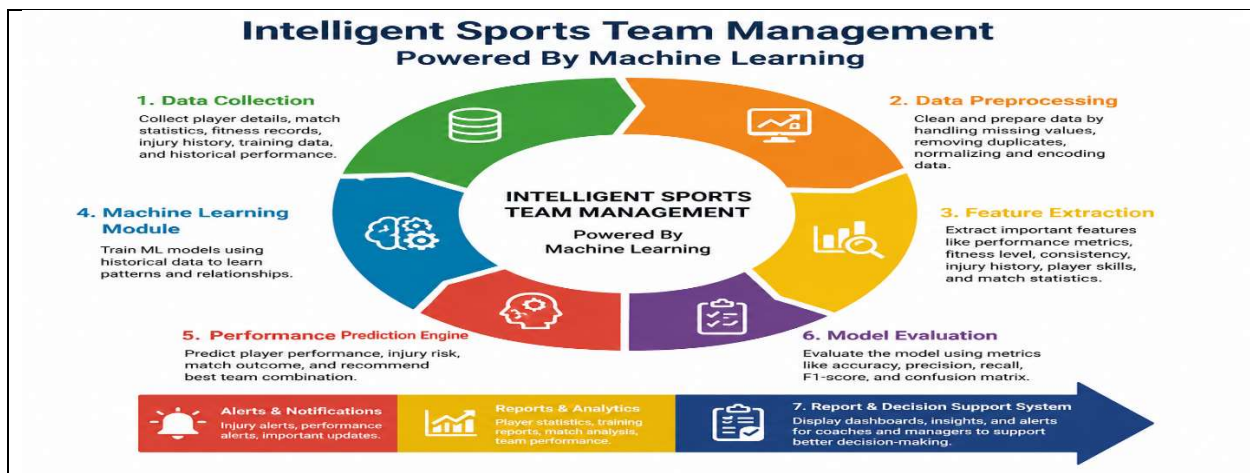 Intelligent Sports Team Management
Powered By Machine Learning
1. Data Collection
Collect player details, match
statistics, fitness records,
injury history, training data,
and historical performance.
2. Data Preprocessing
Clean and prepare data by
handling missing values,
removing duplicates,
normalizing and encoding
data.
INTELLIGENT SPORTS
TEAM MANAGEMENT
Powered By
Machine Learning
3. Feature Extraction
Extract important features
like performance metrics,
fitness level, consistency,
injury history, player skills,
and match statistics.
4. Machine Learning
Module
Train ML models using
historical data to learn
patterns and relationships.
5. Performance Prediction Engine
Predict player performance, injury risk,
match outcome, and recommend
best team combination.
6. Model Evaluation
Evaluate the model using metrics
like accuracy, precision, recall,
F1-score, and confusion matrix.
Alerts & Notifications
Injury alerts, performance
alerts, important updates.
Reports & Analytics
Player statistics, training
reports, match analysis,
team performance.
7. Report & Decision Support System
Display dashboards, insights, and alerts
for coaches and managers to support
better decision-making.